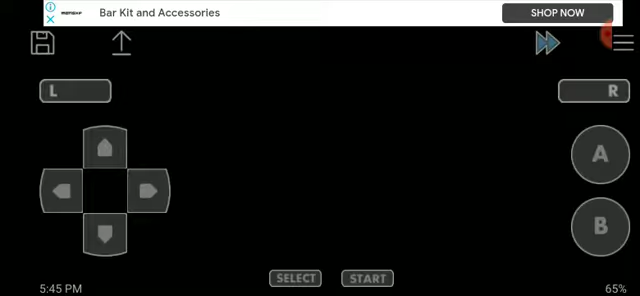 Bar Kit and Accessories
SHOP NOW
L
R
A
B
SELECT
START
5:45 PM
65%